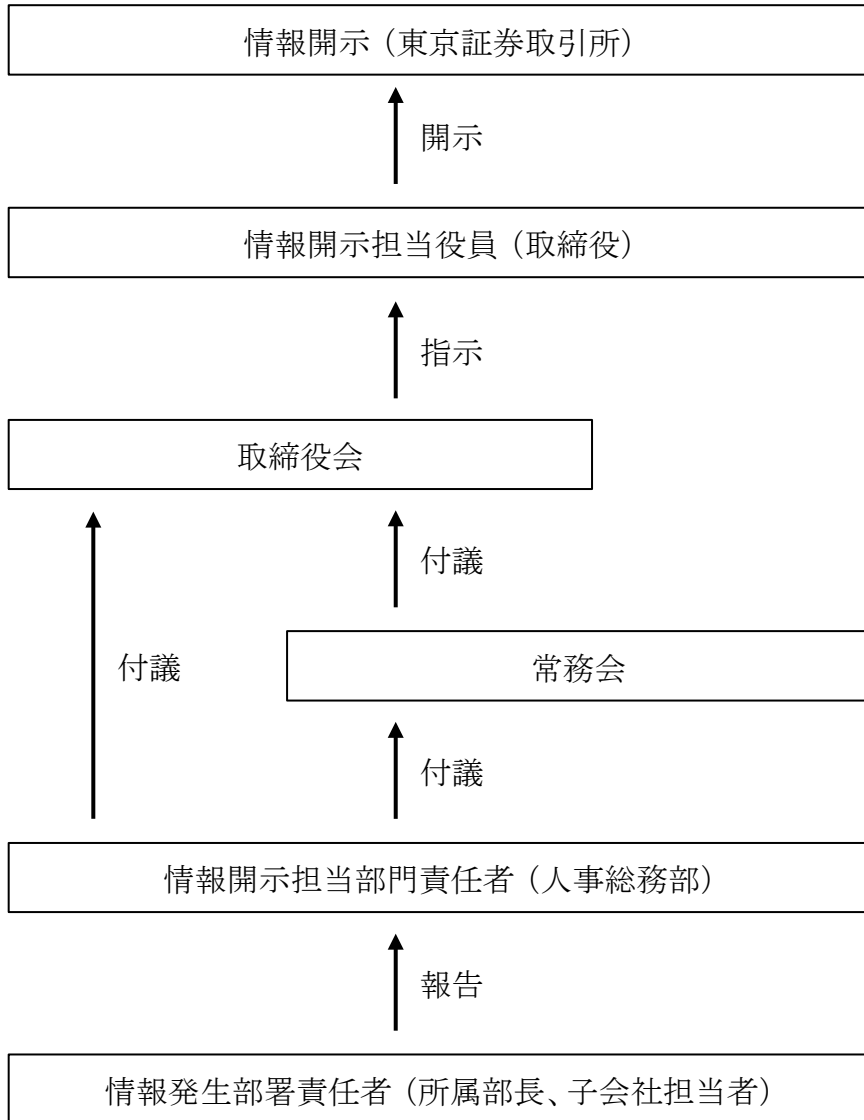 情報開示（東京証券取引所）
開示
情報開示担当役員（取締役）
指示
取締役会
付議
付議
常務会
付議
情報開示担当部門責任者（人事総務部）
報告
情報発生部署責任者（所属部長、子会社担当者）